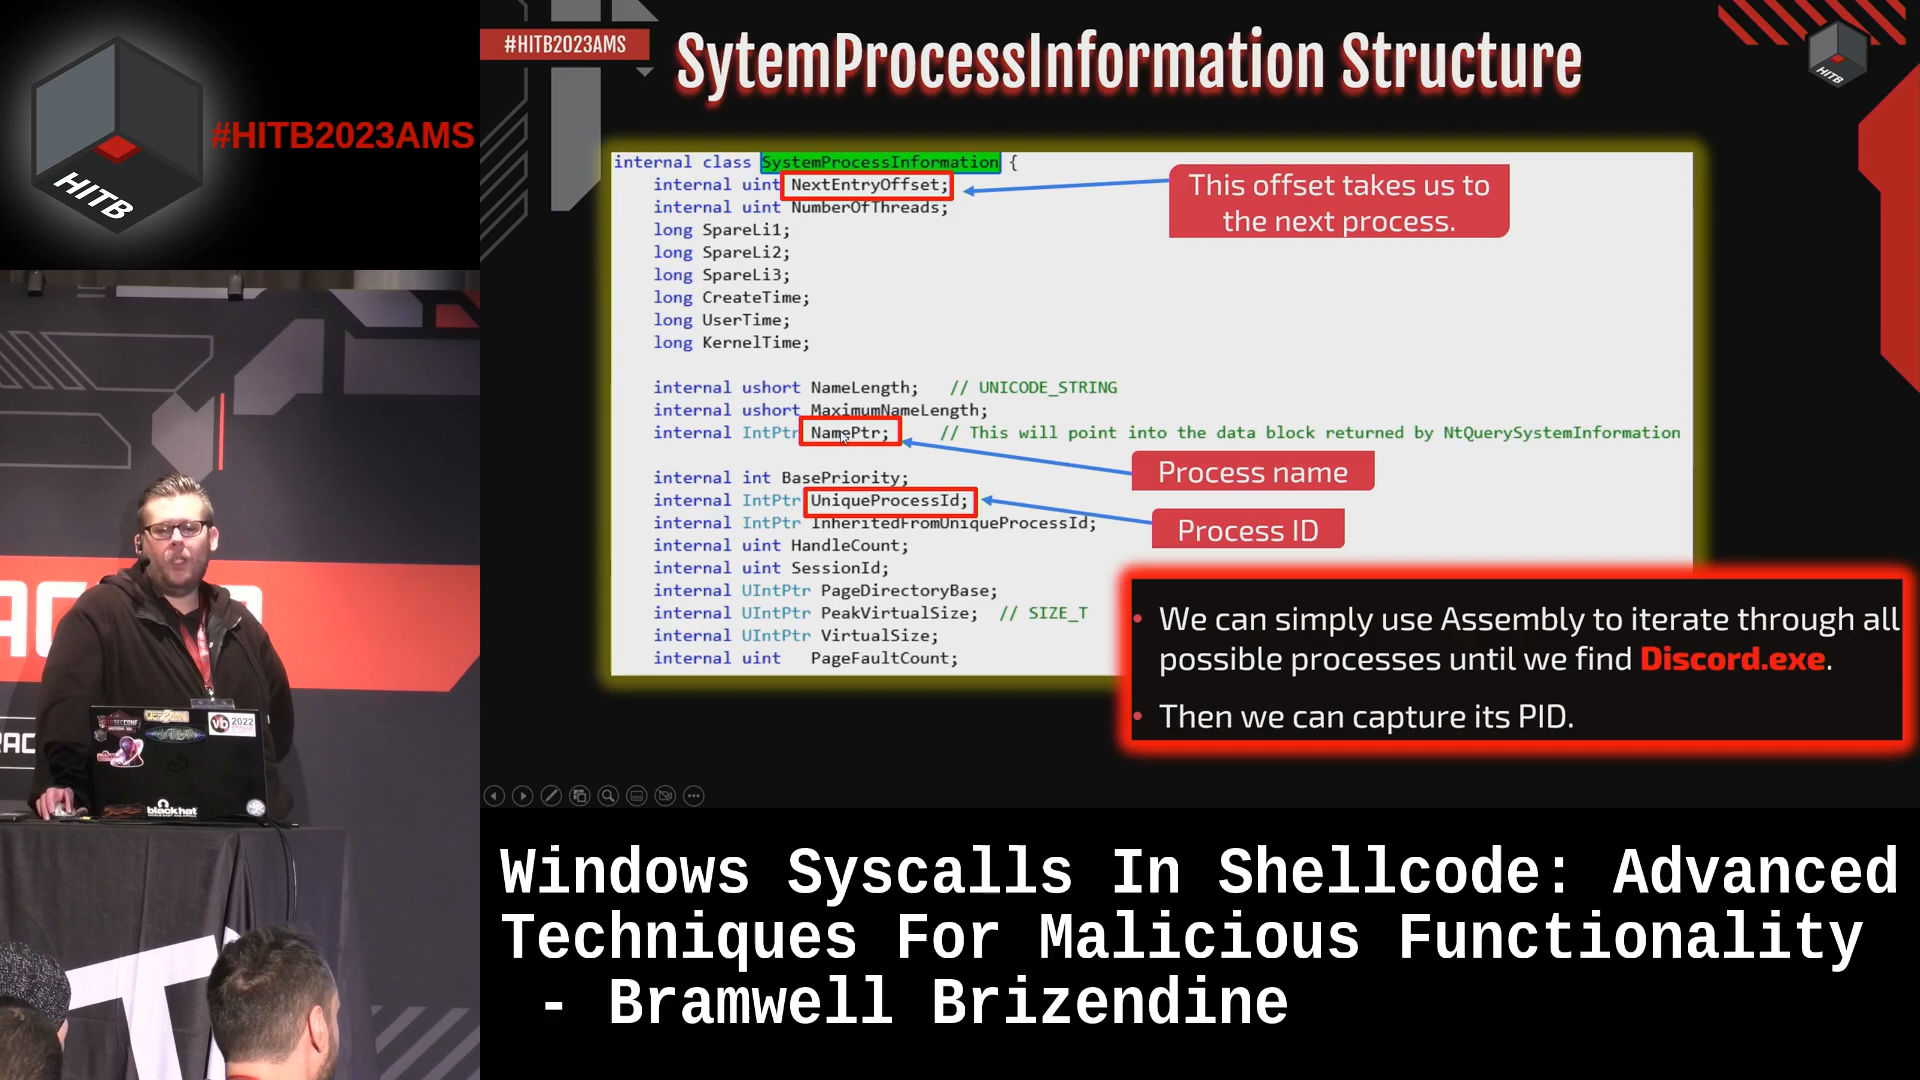 HITB
#HITB2023AMS
#HITB2023AMS
SytemProcessInformation Structure
HITB
internal class SystemProcessInformation {
internal uint NextEntryOffset;
internal uint NumberOfThreads;
long SpareLi1;
long SpareLi2;
long SpareLi3;
long CreateTime;
long UserTime;
long KernelTime;
internal ushort NameLength; // UNICODE_STRING
internal ushort MaximumNameLength;
internal IntPtr NamePtr; // This will point into the data block returned by NtQuerySystemInformation
internal int BasePriority;
internal IntPtr UniqueProcessId;
internal IntPtr InheritedFromUniqueProcessId;
internal uint HandleCount;
internal uint SessionId;
internal UIntPtr PageDirectoryBase;
internal UIntPtr PeakVirtualSize; // SIZE_T
internal UIntPtr VirtualSize;
internal uint PageFaultCount;
This offset takes us to
the next process.
Process name
Process ID
• We can simply use Assembly to iterate through all
possible processes until we find Discord.exe.
• Then we can capture its PID.
vb 2022
black hat
Windows Syscalls In Shellcode: Advanced
Techniques For Malicious Functionality
- Bramwell Brizendine